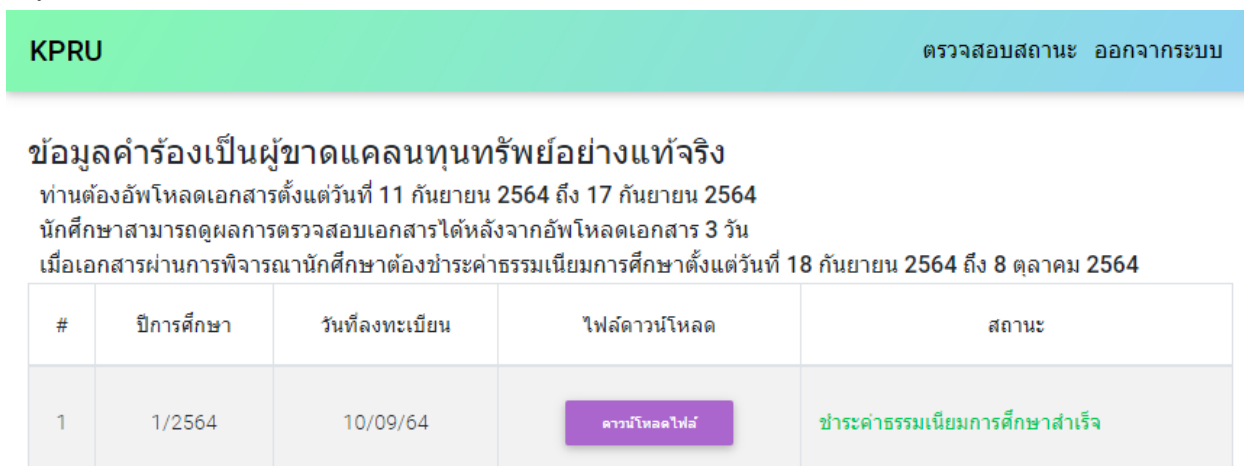 KPRU
ตรวจสอบสถานะ ออกจากระบบ
ข้อมูลคำร้องเป็นผู้ขาดแคลนทุนทรัพย์อย่างแท้จริง
ท่านต้องอัพโหลดเอกสารตั้งแต่วันที่ 11 กันยายน 2564 ถึง 17 กันยายน 2564
นักศึกษาสามารถดูผลการตรวจสอบเอกสารได้หลังจากอัพโหลดเอกสาร 3 วัน
เมื่อเอกสารผ่านการพิจารณานักศึกษาต้องชำระค่าธรรมเนียมการศึกษาตั้งแต่วันที่ 18 กันยายน 2564 ถึง 8 ตุลาคม 2564
# ปีการศึกษา วันที่ลงทะเบียน ไฟล์ดาวน์โหลด สถานะ
1 1/2564 10/09/64 ดาวน์โหลดไฟล์ ชำระค่าธรรมเนียมการศึกษาสำเร็จ